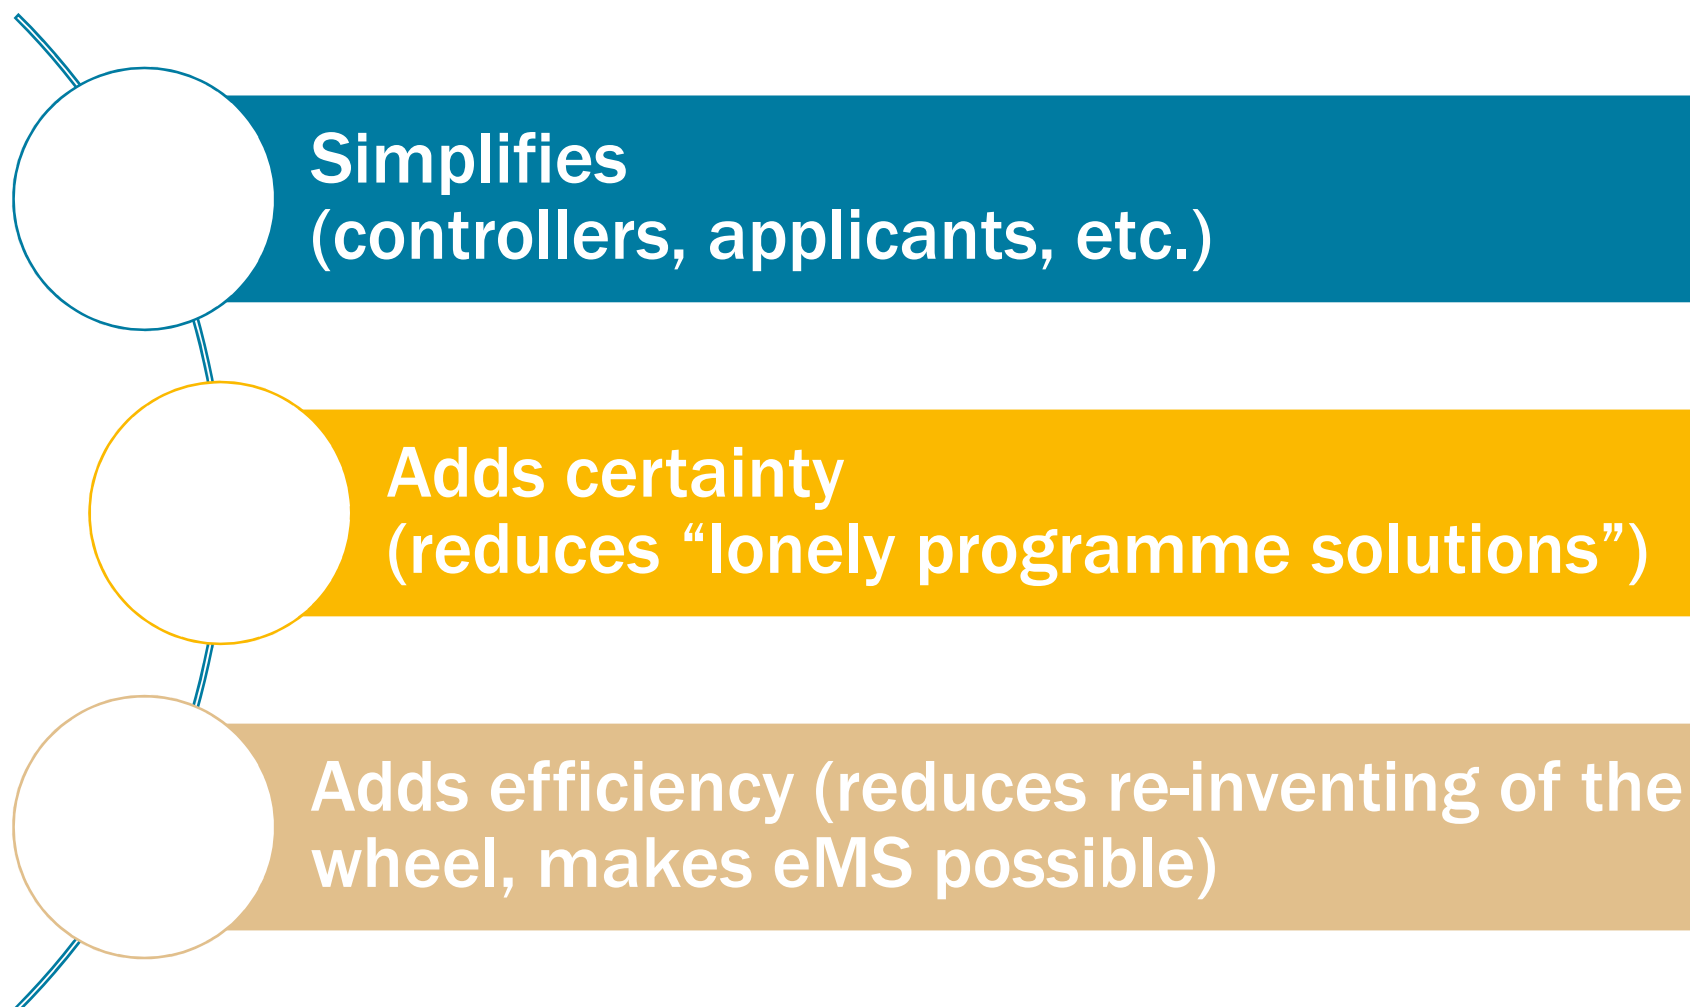 Simplifies
(controllers, applicants, etc.)
Adds certainty
(reduces “lonely programme solutions”)
Adds efficiency (reduces re-inventing of the
wheel, makes eMS possible)